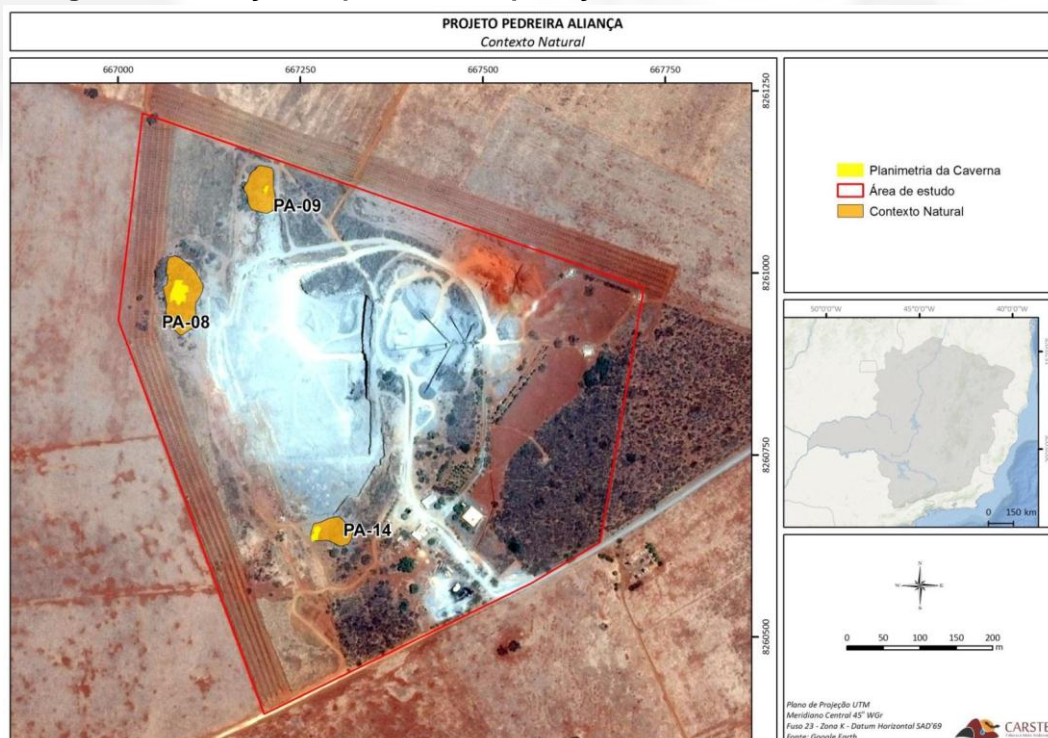 PROJETO PEDREIRA ALIANÇA
Contexto Natural
667000 667250 667500 667750
8261250
8261000
8260750
8260500
PA-09
PA-08
PA-14
Planimetria da Caverna
Área de estudo
Contexto Natural
50°0'0"W 45°0'0"W 40°0'0"W
0 150 km
N
S
0 50 100 150 200
m
Plano de Projeção UTM
Meridiano Central 45° WGr
Fuso 23 - Zona K - Datum Horizontal SAD'69
Fonte: Google Earth
CARSTE